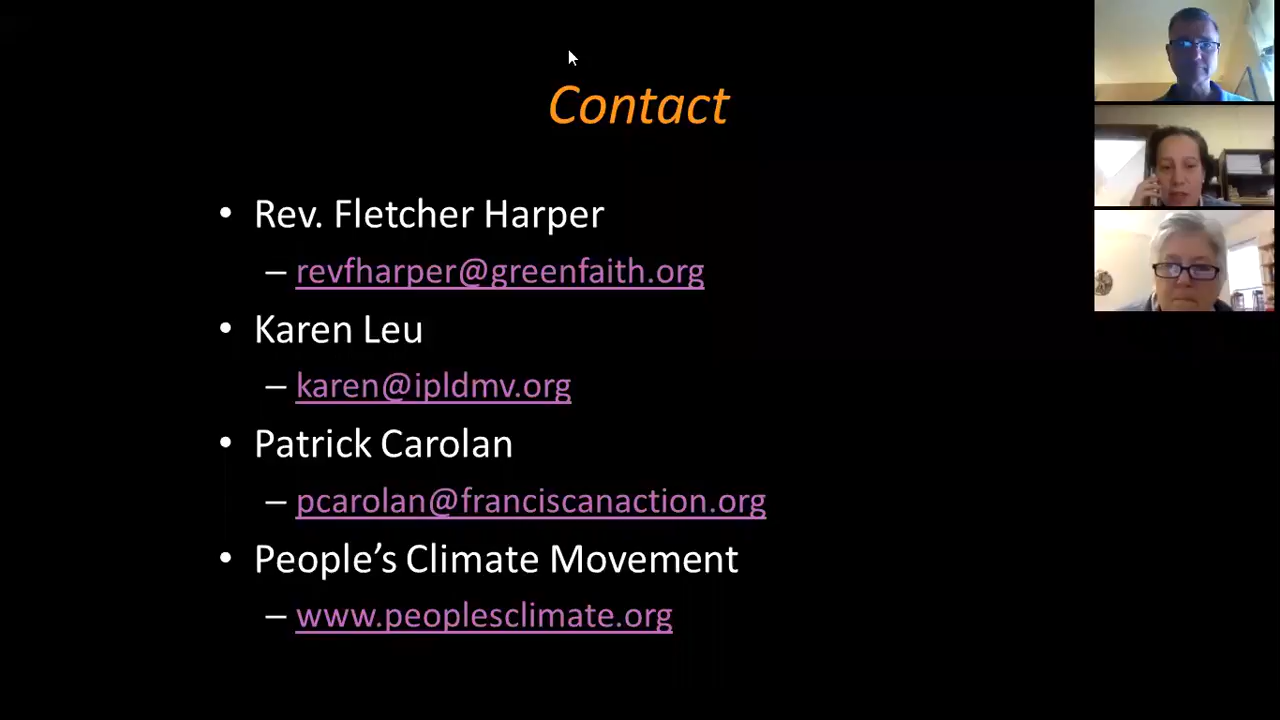 Contact
• Rev. Fletcher Harper
– revfharper@greenfaith.org
• Karen Leu
– karen@ipldmv.org
• Patrick Carolan
– pcarolan@franciscanaction.org
• People’s Climate Movement
– www.peoplesclimate.org